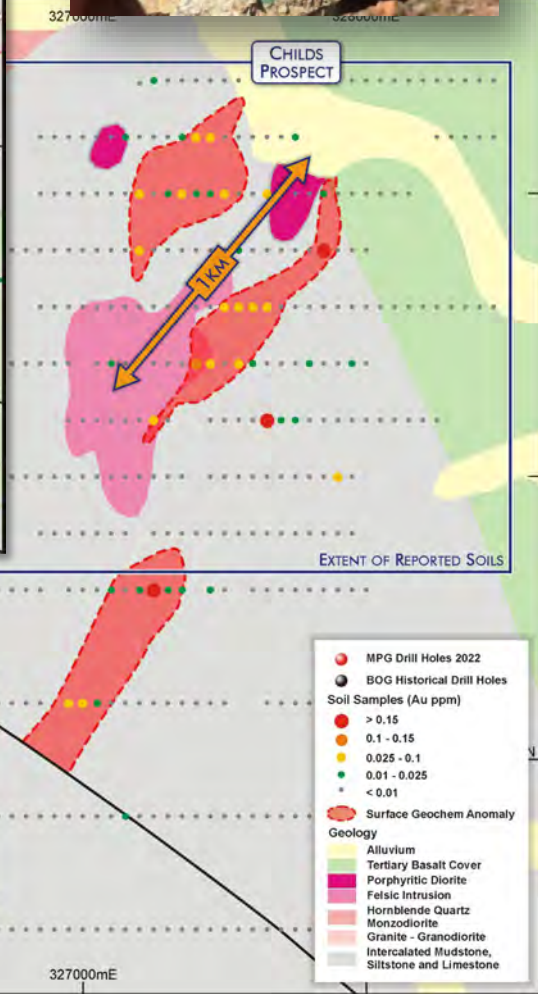 327000mE
328000mE
CHILDS
PROSPECT
1KM
EXTENT OF REPORTED SOILS
MPG Drill Holes 2022
BOG Historical Drill Holes
Soil Samples (Au ppm)
> 0.15
0.1 - 0.15
0.025 - 0.1
0.01 - 0.025
< 0.01
Surface Geochem Anomaly
Geology
Alluvium
Tertiary Basalt Cover
Porphyritic Diorite
Felsic Intrusion
Hornblende Quartz
Monzodiorite
Granite - Granodiorite
Intercalated Mudstone,
Siltstone and Limestone
N
327000mE